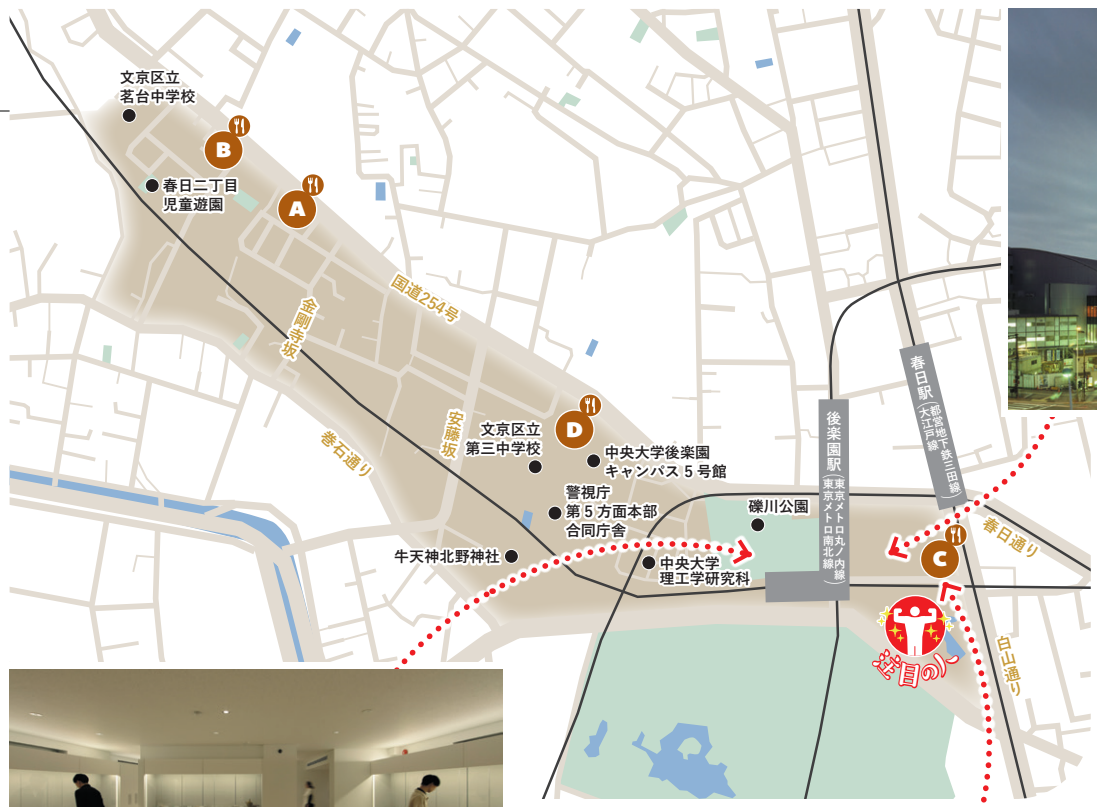 文京区立
茗台中学校
B
春日二丁目
児童遊園
A
国道254号
金剛寺坂
安藤坂
巻石通り
D
文京区立
第三中学校
中央大学後楽園
キャンパス5号館
警視庁
第5方面本部
合同庁舎
牛天神北野神社
中央大学
理工学研究科
礫川公園
後楽園駅(東京メトロ丸ノ内線
東京メトロ南北線)
春日駅(都営地下鉄三田線
大江戸線)
春日通り
C
注目の人
白山通り